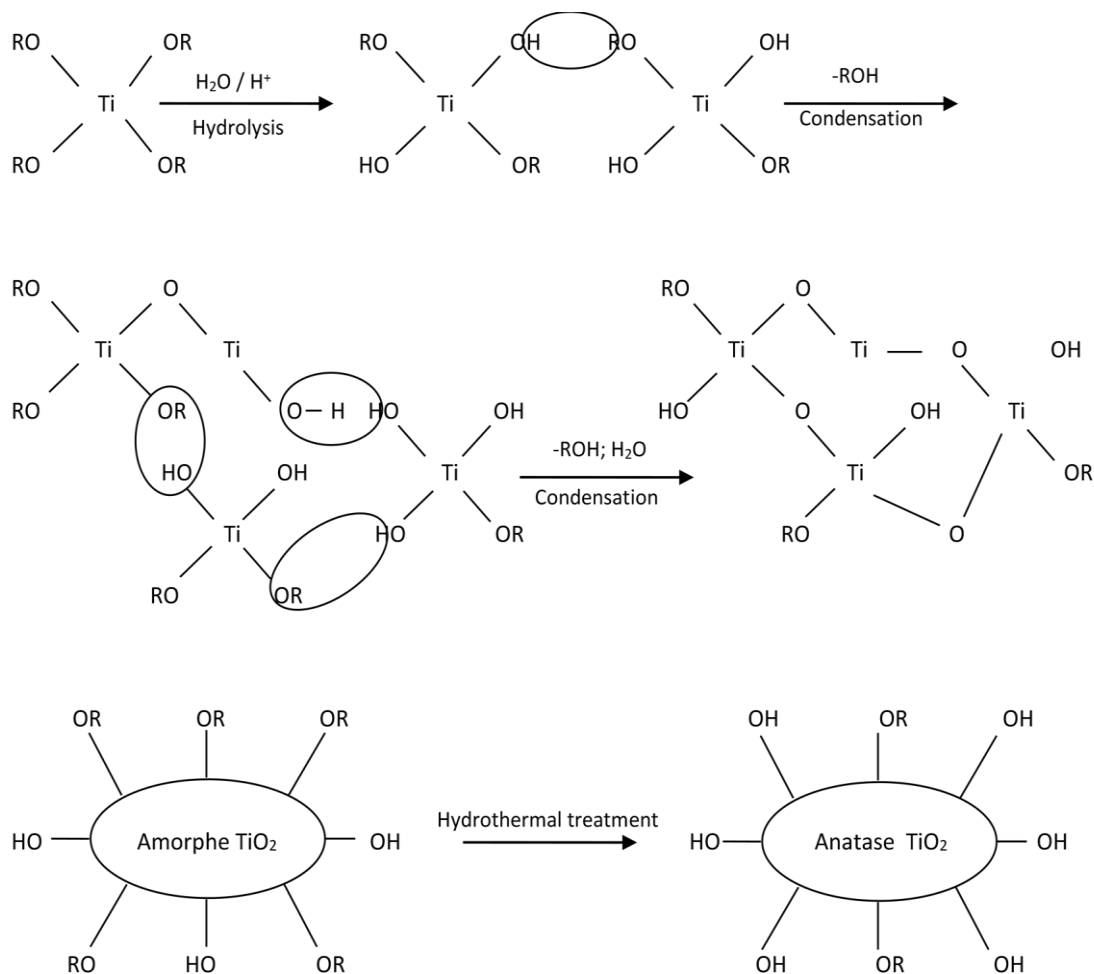 RO OR OH RO OH
RO
H₂O / H⁺ -ROH
Ti Ti Ti
Hydrolysis Condensation
RO OR HO OR HO OR
RO O RO O
Ti Ti Ti Ti O OH
RO OR O H HO OH HO O OH Ti
-ROH; H₂O
HO OH Ti Ti OR
Condensation
Ti HO OR RO O
RO OR
OR OR OR OH OR OH
Hydrothermal treatment
HO Amorphe TiO₂ OH HO Anatase TiO₂ OH
RO HO OR OH OR OH